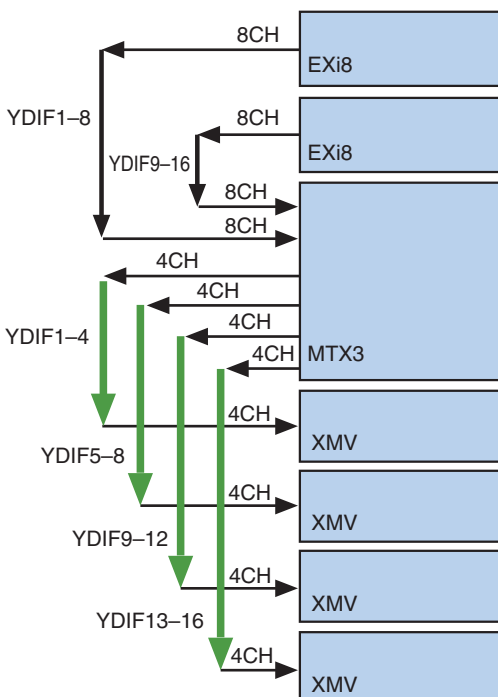 8CH
EXi8
YDIF1–8
8CH
EXi8
YDIF9–16
8CH
8CH
4CH
4CH
4CH
4CH
MTX3
YDIF1–4
4CH
XMV
YDIF5–8
4CH
XMV
YDIF9–12
4CH
XMV
YDIF13–16
4CH
XMV